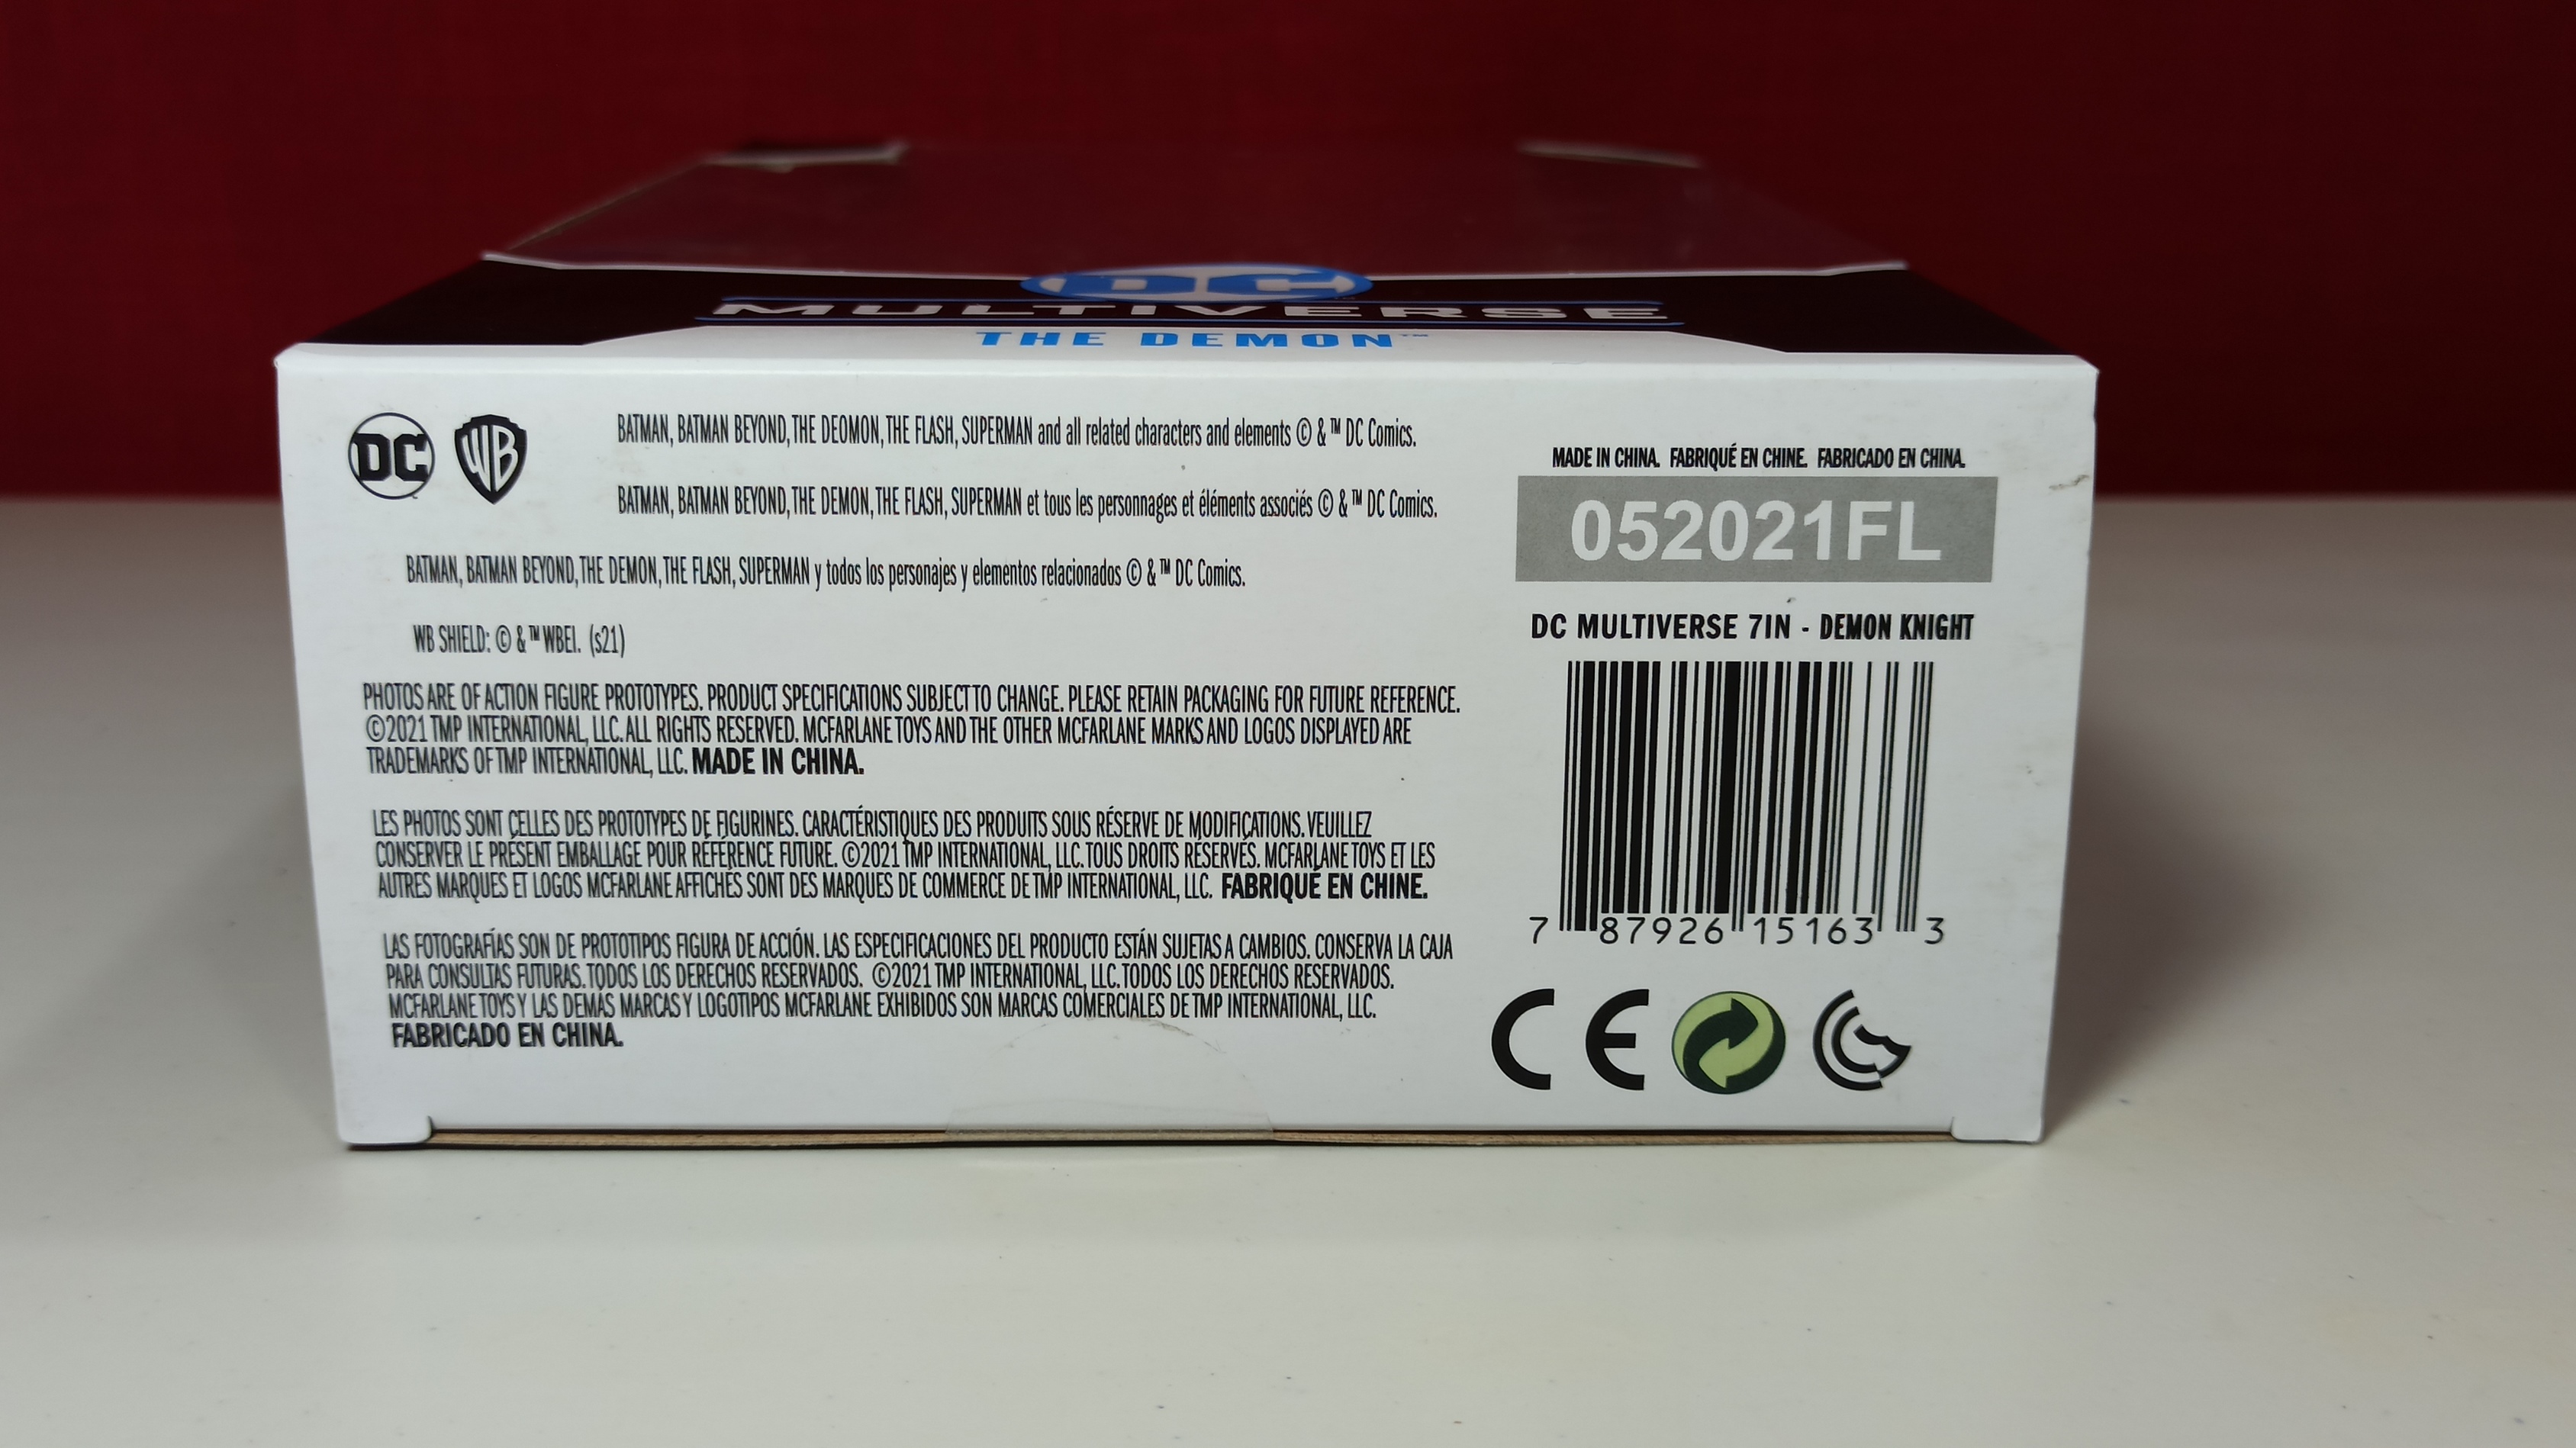 DC
MULTIVERSE
THE DEMON™
DC WB
BATMAN, BATMAN BEYOND, THE DEOMON, THE FLASH, SUPERMAN and all related characters and elements © & ™ DC Comics.
BATMAN, BATMAN BEYOND, THE DEMON, THE FLASH, SUPERMAN et tous les personnages et éléments associés © & ™ DC Comics.
BATMAN, BATMAN BEYOND, THE DEMON, THE FLASH, SUPERMAN y todos los personajes y elementos relacionados © & ™ DC Comics.
WB SHIELD: © & ™ WBEI. (s21)
PHOTOS ARE OF ACTION FIGURE PROTOTYPES. PRODUCT SPECIFICATIONS SUBJECT TO CHANGE. PLEASE RETAIN PACKAGING FOR FUTURE REFERENCE.
©2021 TMP INTERNATIONAL, LLC. ALL RIGHTS RESERVED. MCFARLANE TOYS AND THE OTHER MCFARLANE MARKS AND LOGOS DISPLAYED ARE
TRADEMARKS OF TMP INTERNATIONAL, LLC. MADE IN CHINA.
LES PHOTOS SONT CELLES DES PROTOTYPES DE FIGURINES. CARACTÉRISTIQUES DES PRODUITS SOUS RÉSERVE DE MODIFICATIONS. VEUILLEZ
CONSERVER LE PRÉSENT EMBALLAGE POUR RÉFÉRENCE FUTURE. ©2021 TMP INTERNATIONAL, LLC. TOUS DROITS RÉSERVÉS. MCFARLANE TOYS ET LES
AUTRES MARQUES ET LOGOS MCFARLANE AFFICHÉS SONT DES MARQUES DE COMMERCE DE TMP INTERNATIONAL, LLC. FABRIQUÉ EN CHINE.
LAS FOTOGRAFÍAS SON DE PROTOTIPOS FIGURA DE ACCIÓN. LAS ESPECIFICACIONES DEL PRODUCTO ESTÁN SUJETAS A CAMBIOS. CONSERVA LA CAJA
PARA CONSULTAS FUTURAS. TODOS LOS DERECHOS RESERVADOS. ©2021 TMP INTERNATIONAL, LLC. TODOS LOS DERECHOS RESERVADOS.
MCFARLANE TOYS Y LAS DEMÁS MARCAS Y LOGOTIPOS MCFARLANE EXHIBIDOS SON MARCAS COMERCIALES DE TMP INTERNATIONAL, LLC.
FABRICADO EN CHINA.
MADE IN CHINA. FABRIQUÉ EN CHINE. FABRICADO EN CHINA.
052021FL
DC MULTIVERSE 7IN - DEMON KNIGHT
7 87926 15163 3
CE